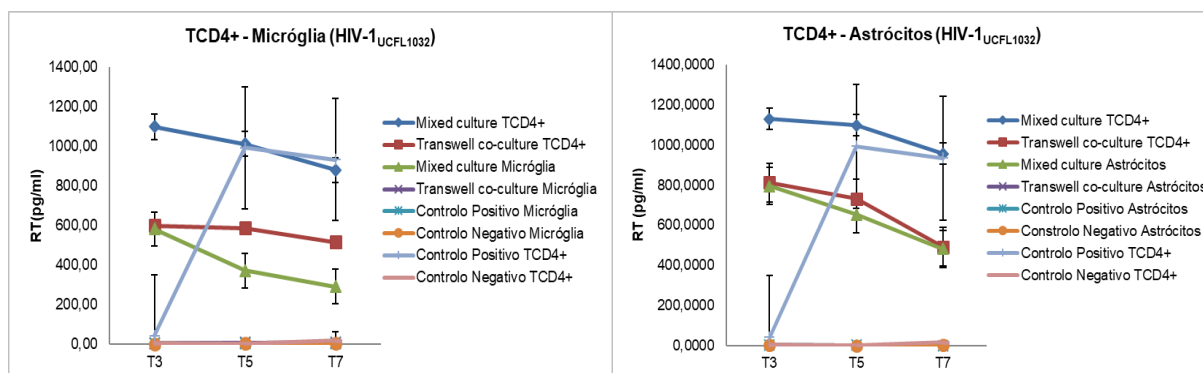 TCD4+ - Micróglia (HIV-1UCFL1032)
RT(pg/ml)
1400,00
1200,00
1000,00
800,00
600,00
400,00
200,00
0,00
T3 T5 T7
Mixed culture TCD4+
Transwell co-culture TCD4+
Mixed culture Micróglia
Transwell co-culture Micróglia
Controlo Positivo Micróglia
Controlo Negativo Micróglia
Controlo Positivo TCD4+
Controlo Negativo TCD4+
TCD4+ - Astrócitos (HIV-1UCFL1032)
RT(pg/ml)
1400,0000
1200,0000
1000,0000
800,0000
600,0000
400,0000
200,0000
0,0000
T3 T5 T7
Mixed culture TCD4+
Transwell co-culture TCD4+
Mixed culture Astrócitos
Transwell co-culture Astrócitos
Controlo Positivo Astrócitos
Constrolo Negativo Astrócitos
Controlo Positivo TCD4+
Controlo Negativo TCD4+